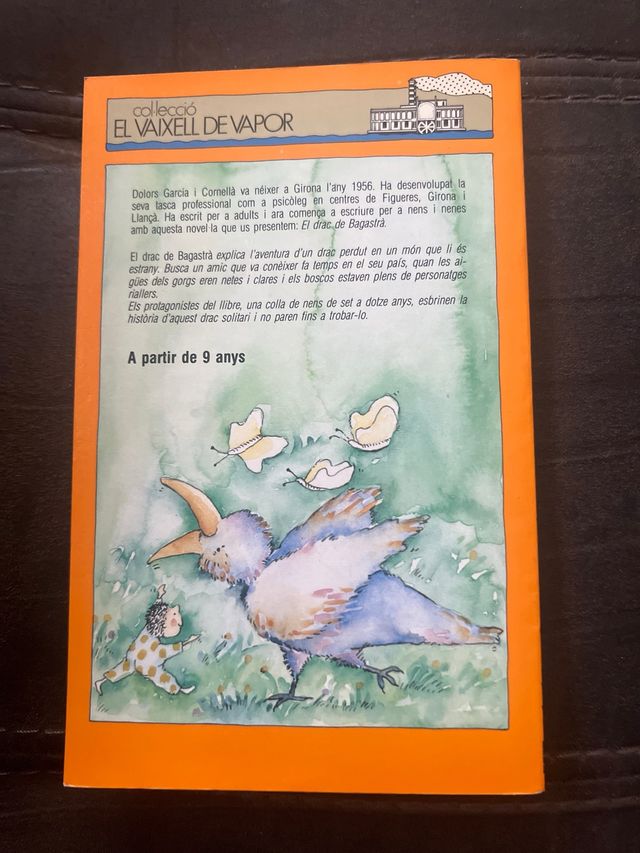 col·lecció
EL VAIXELL DE VAPOR
Dolors Garcia i Cornellà va néixer a Girona l'any 1956. Ha desenvolupat la
seva tasca professional com a psicòleg en centres de Figueres, Girona i
Llançà. Ha escrit per a adults i ara comença a escriure per a nens i nenes
amb aquesta novel·la que us presentem: El drac de Bagastrà.
El drac de Bagastrà explica l'aventura d'un drac perdut en un món que li és
estrany. Busca un amic que va conèixer fa temps en el seu país, quan les ai-
gües dels gorgs eren netes i clares i els boscos estaven plens de personatges
riallers.
Els protagonistes del llibre, una colla de nens de set a dotze anys, esbrinen la
història d'aquest drac solitari i no paren fins a trobar-lo.
A partir de 9 anys